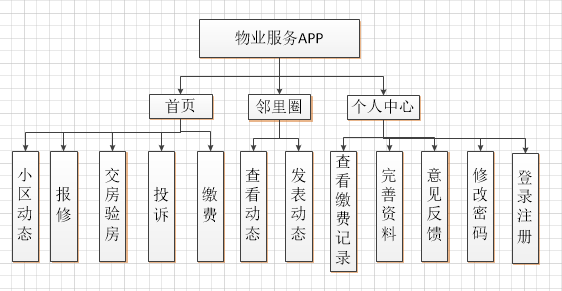 物业服务APP
首页
邻里圈
个人中心
小区动态
报修
交房验房
投诉
缴费
查看动态
发表动态
查看缴费记录
完善资料
意见反馈
修改密码
登录注册